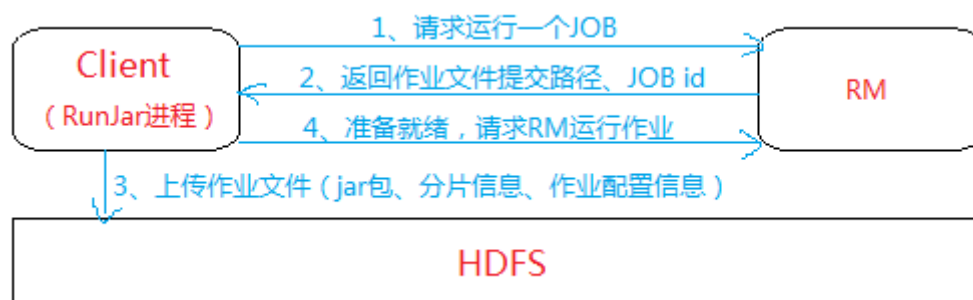 1、请求运行一个JOB
Client
（RunJar进程）
2、返回作业文件提交路径、JOB id
RM
4、准备就绪，请求RM运行作业
3、上传作业文件（jar包、分片信息、作业配置信息）
HDFS